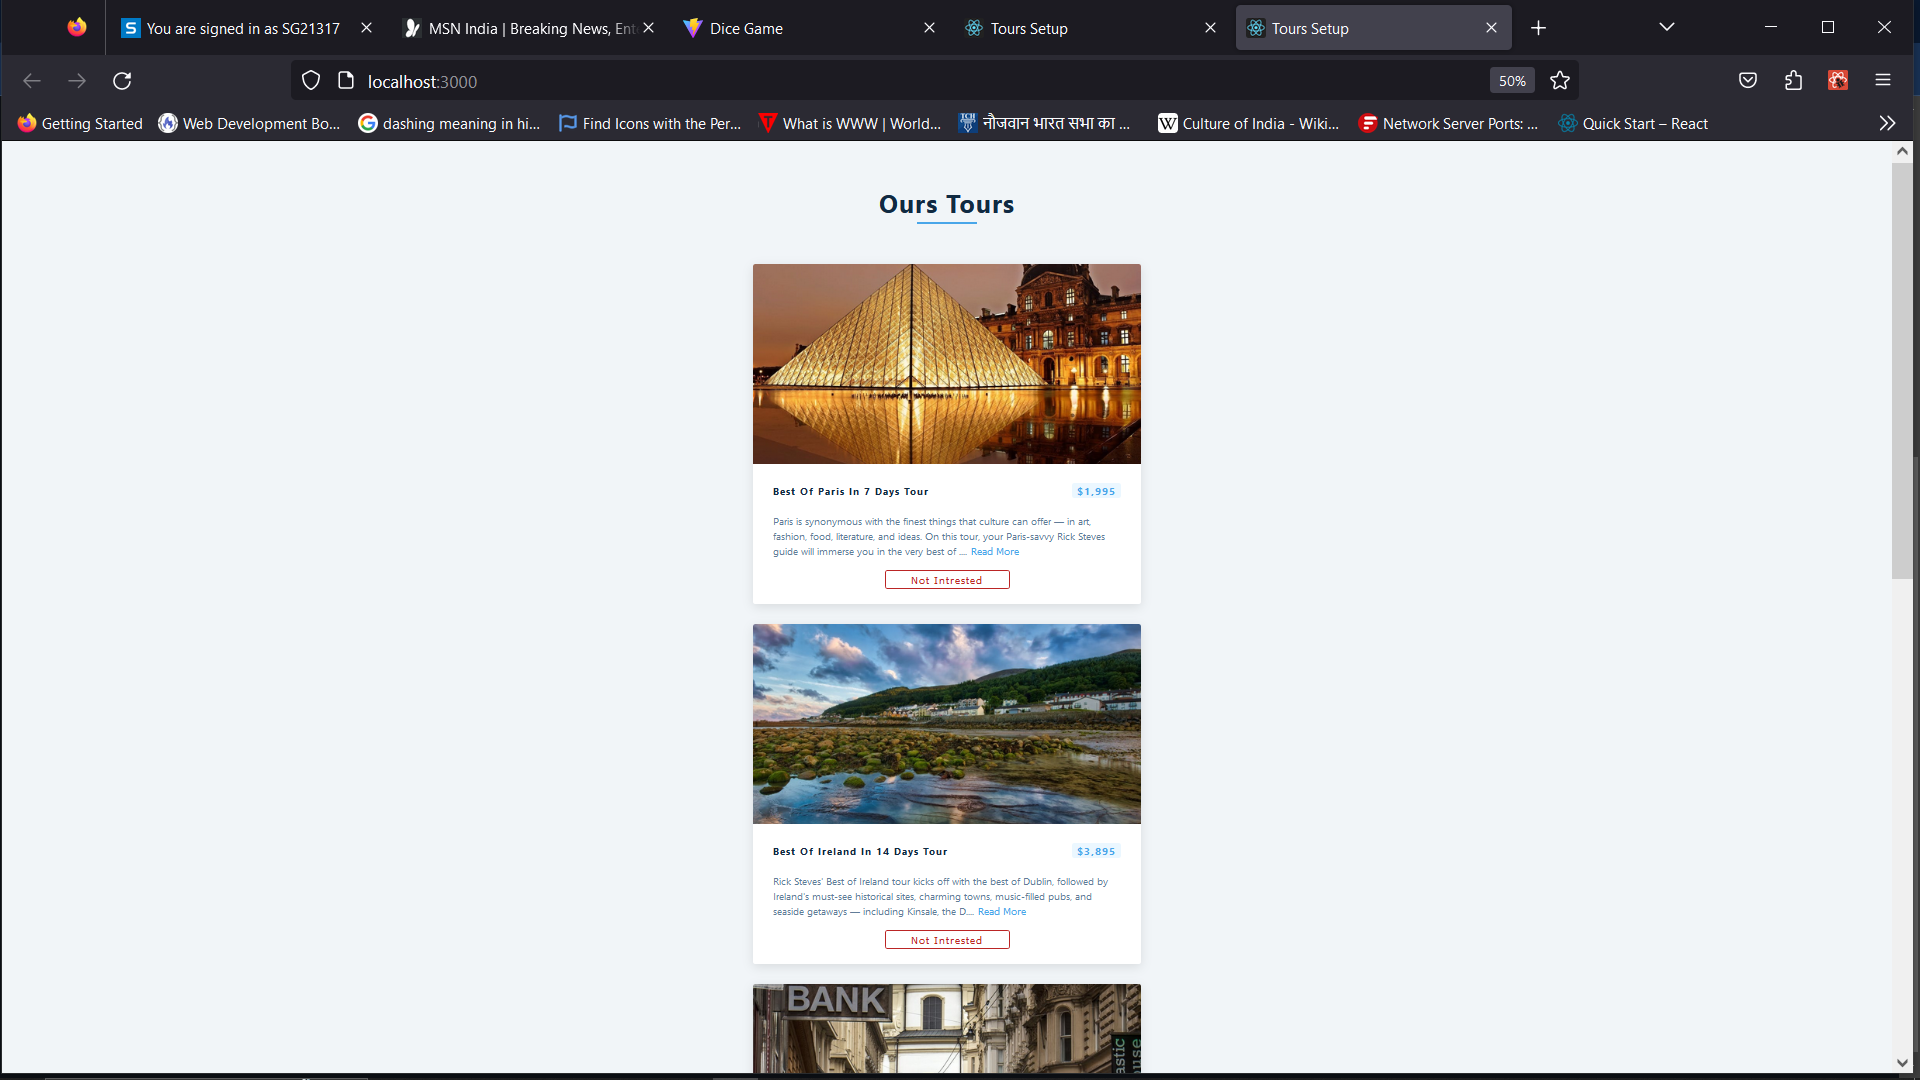 You are signed in as SG21317
MSN India | Breaking News, Ent
Dice Game
Tours Setup
Tours Setup
localhost:3000
50%
Getting Started
Web Development Bo...
dashing meaning in hi...
Find Icons with the Per...
What is WWW | World...
नौजवान भारत सभा का ...
Culture of India - Wiki...
Network Server Ports: ...
Quick Start – React
Ours Tours
Best Of Paris In 7 Days Tour
$1,995
Paris is synonymous with the finest things that culture can offer — in art,
fashion, food, literature, and ideas. On this tour, your Paris-savvy Rick Steves
guide will immerse you in the very best of .... Read More
Not Intrested
Best Of Ireland In 14 Days Tour
$3,895
Rick Steves' Best of Ireland tour kicks off with the best of Dublin, followed by
Ireland's must-see historical sites, charming towns, music-filled pubs, and
seaside getaways — including Kinsale, the D.... Read More
Not Intrested
BANK